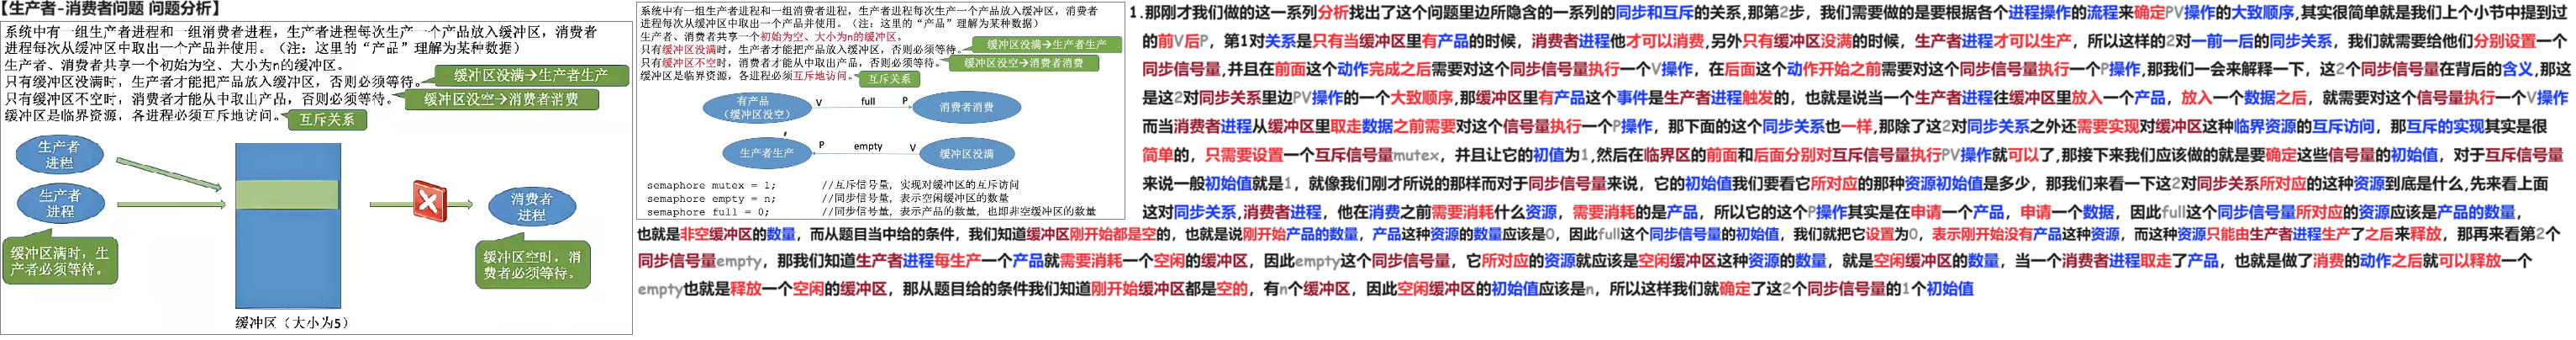 【生产者-消费者问题 问题分析】
系统中有一组生产者进程和一组消费者进程，生产者进程每次生产一个产品放入缓冲区，消费者
进程每次从缓冲区中取出一个产品并使用。（注：这里的“产品”理解为某种数据）
生产者、消费者共享一个初始为空、大小为n的缓冲区。
只有缓冲区没满时，生产者才能把产品放入缓冲区，否则必须等待。
缓冲区没满→生产者生产
只有缓冲区不空时，消费者才能从中取出产品，否则必须等待。
缓冲区没空→消费者消费
缓冲区是临界资源，各进程必须互斥地访问。
互斥关系
生产者
进程
生产者
进程
消费者
进程
缓冲区满时，生
产者必须等待。
缓冲区空时，消
费者必须等待。
缓冲区（大小为5）
系统中有一组生产者进程和一组消费者进程，生产者进程每次生产一个产品放入缓冲区，消费者
进程每次从缓冲区中取出一个产品并使用。（注：这里的“产品”理解为某种数据）
生产者、消费者共享一个初始为空、大小为n的缓冲区。
只有缓冲区没满时，生产者才能把产品放入缓冲区，否则必须等待。
缓冲区没满→生产者生产
只有缓冲区不空时，消费者才能从中取出产品，否则必须等待。
缓冲区没空→消费者消费
缓冲区是临界资源，各进程必须互斥地访问。
互斥关系
有产品
（缓冲区没空）
V full P
消费者消费
生产者生产
P empty V
缓冲区没满
semaphore mutex = 1; //互斥信号量，实现对缓冲区的互斥访问
semaphore empty = n; //同步信号量，表示空闲缓冲区的数量
semaphore full = 0; //同步信号量，表示产品的数量，也即非空缓冲区的数量
1.那刚才我们做的这一系列分析找出了这个问题里边所隐含的一系列的同步和互斥的关系,那第2步，我们需要做的是要根据各个进程操作的流程来确定PV操作的大致顺序,其实很简单就是我们上个小节中提到过
的前V后P，第1对关系是只有当缓冲区里有产品的时候，消费者进程他才可以消费,另外只有缓冲区没满的时候，生产者进程才可以生产，所以这样的2对一前一后的同步关系，我们就需要给他们分别设置一个
同步信号量,并且在前面这个动作完成之后需要对这个同步信号量执行一个V操作，在后面这个动作开始之前需要对这个同步信号量执行一个P操作,那我们一会来解释一下，这2个同步信号量在背后的含义,那这
是这2对同步关系里边PV操作的一个大致顺序,那缓冲区里有产品这个事件是生产者进程触发的，也就是说当一个生产者进程往缓冲区里放入一个产品，放入一个数据之后，就需要对这个信号量执行一个V操作
而当消费者进程从缓冲区里取走数据之前需要对这个信号量执行一个P操作，那下面的这个同步关系也一样,那除了这2对同步关系之外还需要实现对缓冲区这种临界资源的互斥访问，那互斥的实现其实是很
简单的，只需要设置一个互斥信号量mutex，并且让它的初值为1,然后在临界区的前面和后面分别对互斥信号量执行PV操作就可以了,那接下来我们应该做的就是要确定这些信号量的初始值，对于互斥信号量
来说一般初始值就是1，就像我们刚才所说的那样而对于同步信号量来说，它的初始值我们要看它所对应的那种资源初始值是多少，那我们来看一下这2对同步关系所对应的这种资源到底是什么,先来看上面
这对同步关系,消费者进程，他在消费之前需要消耗什么资源，需要消耗的是产品，所以它的这个P操作其实是在申请一个产品，申请一个数据，因此full这个同步信号量所对应的资源应该是产品的数量，
也就是非空缓冲区的数量，而从题目当中给的条件，我们知道缓冲区刚开始都是空的，也就是说刚开始产品的数量，产品这种资源的数量应该是0，因此full这个同步信号量的初始值，我们就把它设置为0，表示刚开始没有产品这种资源，而这种资源只能由生产者进程生产了之后来释放，那再来看第2个
同步信号量empty，那我们知道生产者进程每生产一个产品就需要消耗一个空闲的缓冲区，因此empty这个同步信号量，它所对应的资源就应该是空闲缓冲区这种资源的数量，就是空闲缓冲区的数量，当一个消费者进程取走了产品，也就是做了消费的动作之后就可以释放一个
empty也就是释放一个空闲的缓冲区，那从题目给的条件我们知道刚开始缓冲区都是空的，有n个缓冲区，因此空闲缓冲区的初始值应该是n，所以这样我们就确定了这2个同步信号量的1个初始值